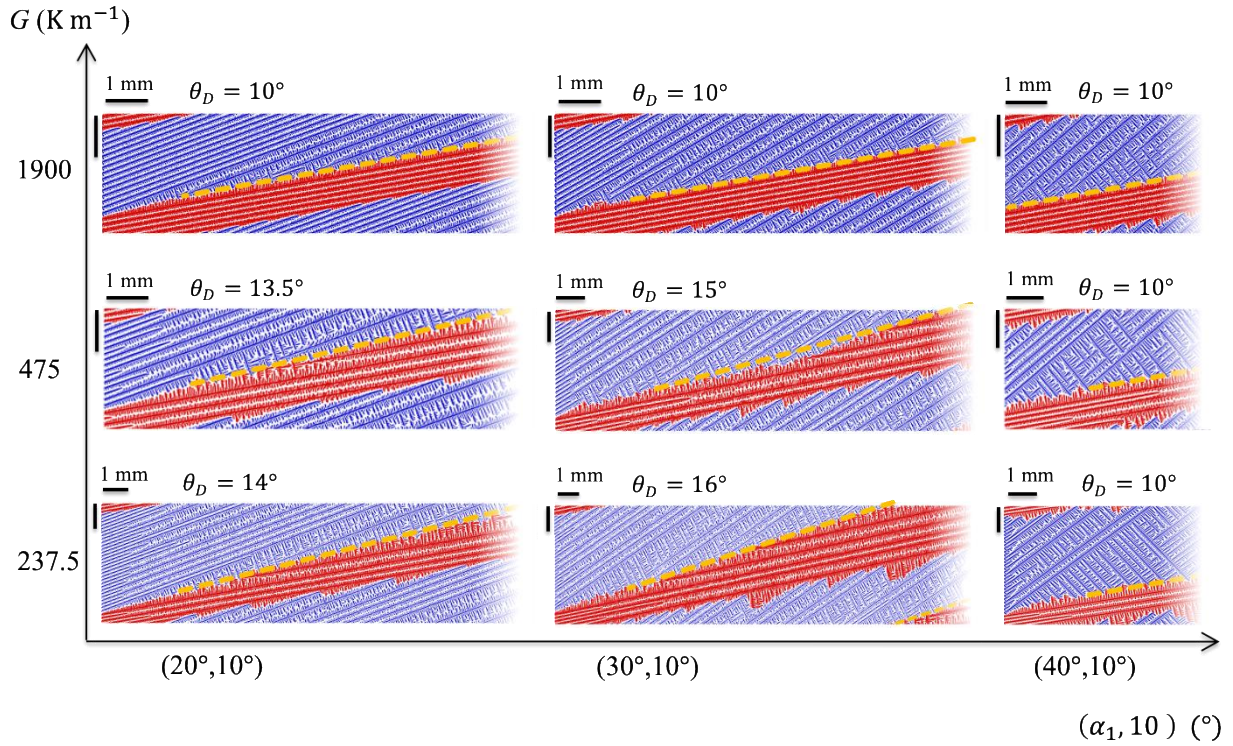 G (K m⁻¹)
1 mm θ_D = 10° 1 mm θ_D = 10° 1 mm θ_D = 10°
1900
1 mm θ_D = 13.5° 1 mm θ_D = 15° 1 mm θ_D = 10°
475
1 mm θ_D = 14° 1 mm θ_D = 16° 1 mm θ_D = 10°
237.5
(20°,10°) (30°,10°) (40°,10°)
(α₁, 10 ) (°)